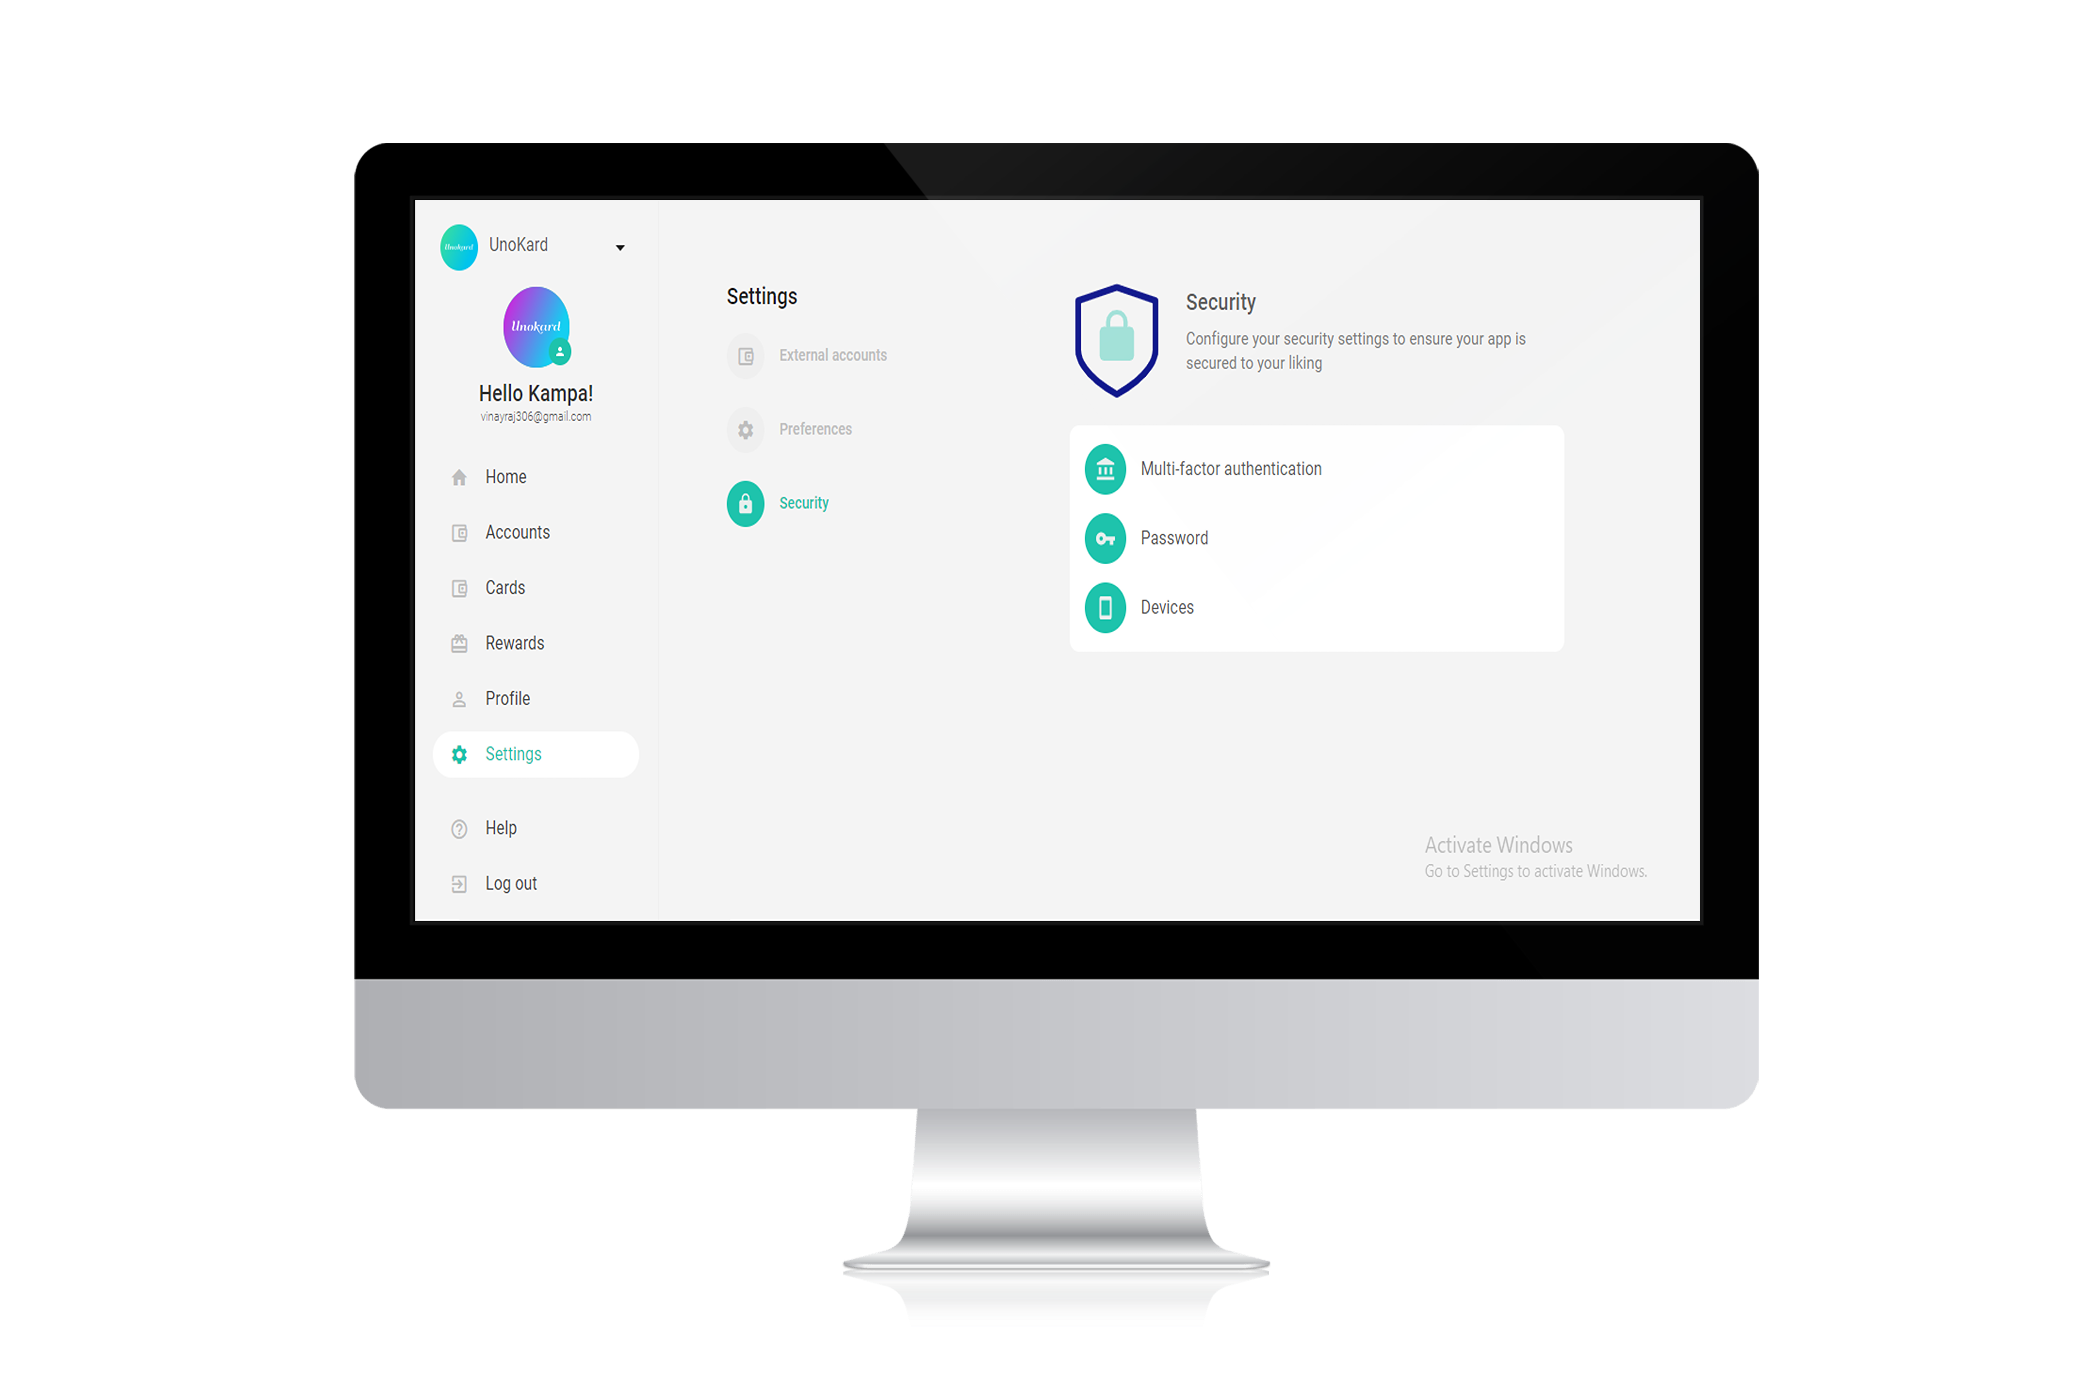 Unokard
UnoKard
Unokard
Hello Kampa!
vinayraj306@gmail.com
Home
Accounts
Cards
Rewards
Profile
Settings
Help
Log out
Settings
External accounts
Preferences
Security
Security
Configure your security settings to ensure your app is
secured to your liking
Multi-factor authentication
Password
Devices
Activate Windows
Go to Settings to activate Windows.